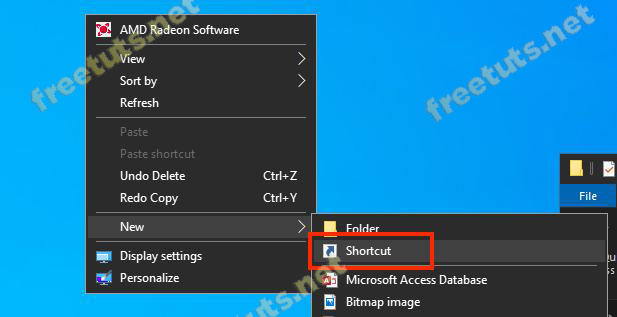 AMD Radeon Software
View
Sort by
Refresh
Paste
Paste shortcut
Undo Delete Ctrl+Z
Redo Copy Ctrl+Y
New
Display settings
Personalize
Folder
Shortcut
Microsoft Access Database
Bitmap image
File
freetuts.net
freetuts.net
freetuts.net